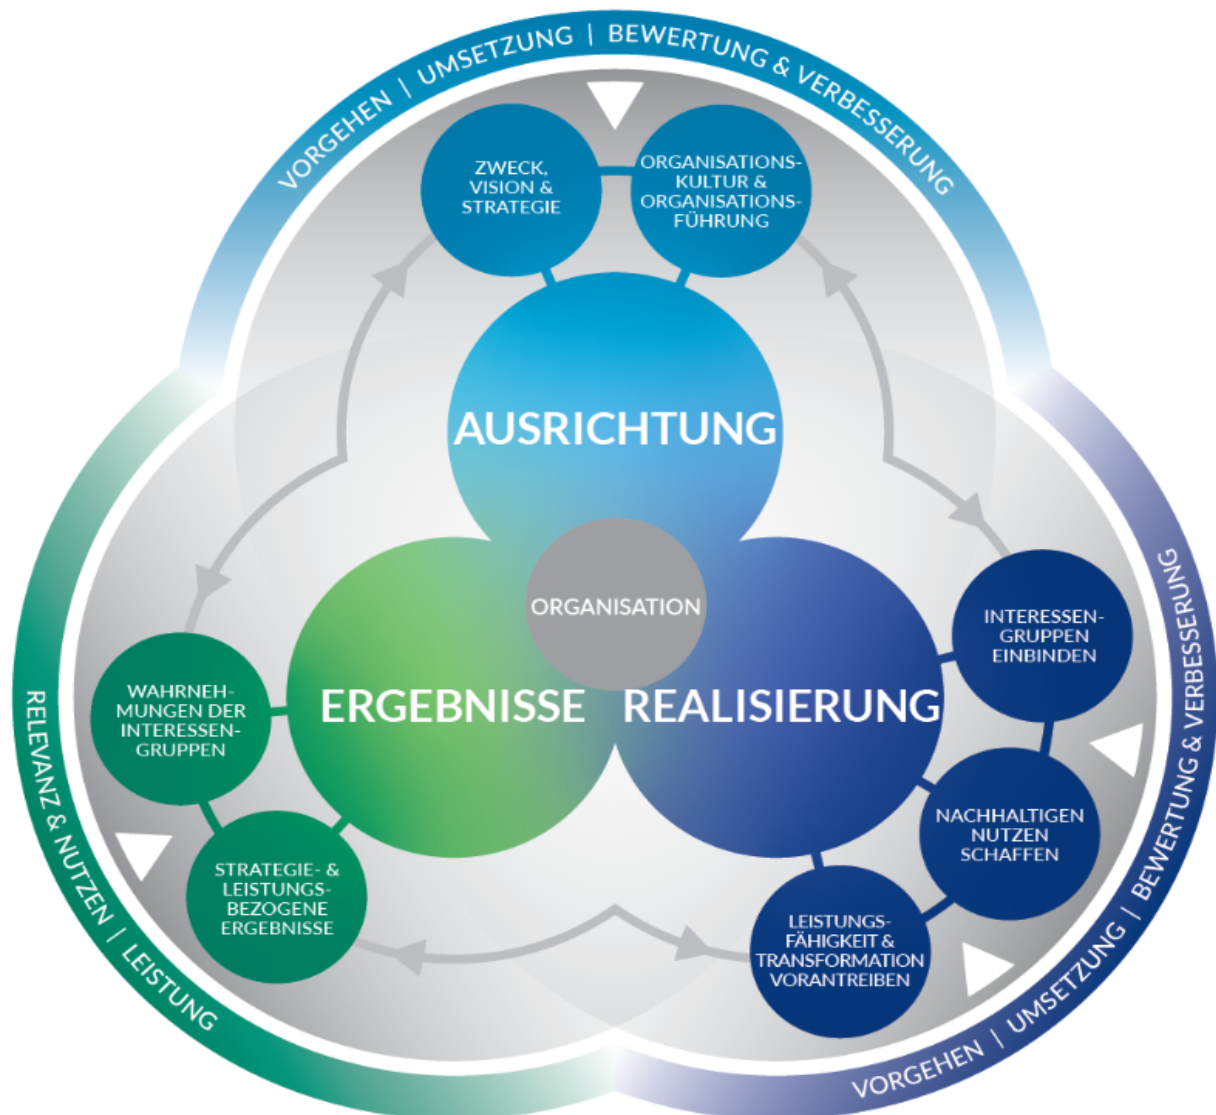 VORGEHEN | UMSETZUNG | BEWERTUNG & VERBESSERUNG
ZWECK,
VISION &
STRATEGIE
ORGANISATIONS-
KULTUR &
ORGANISATIONS-
FÜHRUNG
AUSRICHTUNG
ORGANISATION
ERGEBNISSE
REALISIERUNG
INTERESSEN-
GRUPPEN
EINBINDEN
NACHHALTIGEN
NUTZEN
SCHAFFEN
LEISTUNGS-
FÄHIGKEIT &
TRANSFORMATION
VORANTREIBEN
VORGEHEN | UMSETZUNG | BEWERTUNG & VERBESSERUNG
WAHRNEH-
MUNGEN DER
INTERESSEN-
GRUPPEN
STRATEGIE- &
LEISTUNGS-
BEZOGENE
ERGEBNISSE
RELEVANZ & NUTZEN | LEISTUNG